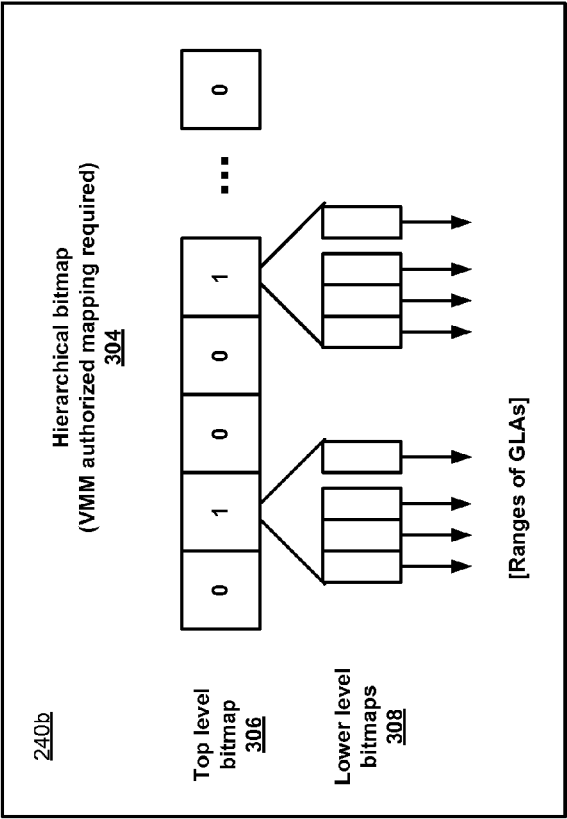 240b
Hierarchical bitmap
(VMM authorized mapping required)
304
Top level
bitmap
306
0 1 0 0 1 ... 0
Lower level
bitmaps
308
[Ranges of GLAs]